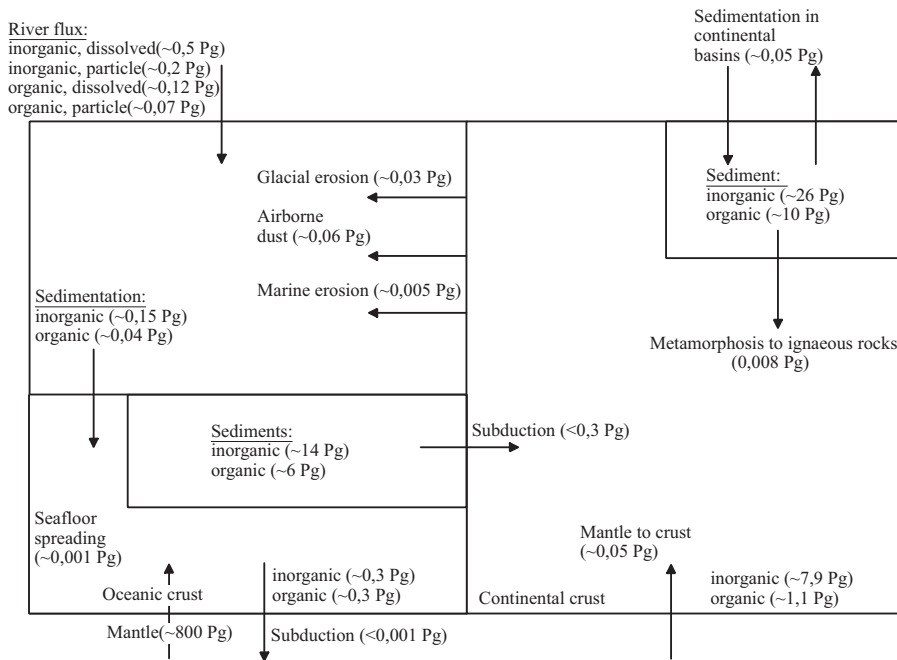 River flux:
inorganic, dissolved(~0,5 Pg)
inorganic, particle(~0,2 Pg)
organic, dissolved(~0,12 Pg)
organic, particle(~0,07 Pg)
Sedimentation in
continental
basins (~0,05 Pg)
Glacial erosion (~0,03 Pg)
Airborne
dust (~0,06 Pg)
Marine erosion (~0,005 Pg)
Sediment:
inorganic (~26 Pg)
organic (~10 Pg)
Sedimentation:
inorganic (~0,15 Pg)
organic (~0,04 Pg)
Metamorphosis to ignaeous rocks
(0,008 Pg)
Sediments:
inorganic (~14 Pg)
organic (~6 Pg)
Subduction (<0,3 Pg)
Seafloor
spreading
(~0,001 Pg)
Mantle to crust
(~0,05 Pg)
inorganic (~0,3 Pg)
organic (~0,3 Pg)
inorganic (~7,9 Pg)
organic (~1,1 Pg)
Oceanic crust
Continental crust
Mantle(~800 Pg)
Subduction (<0,001 Pg)